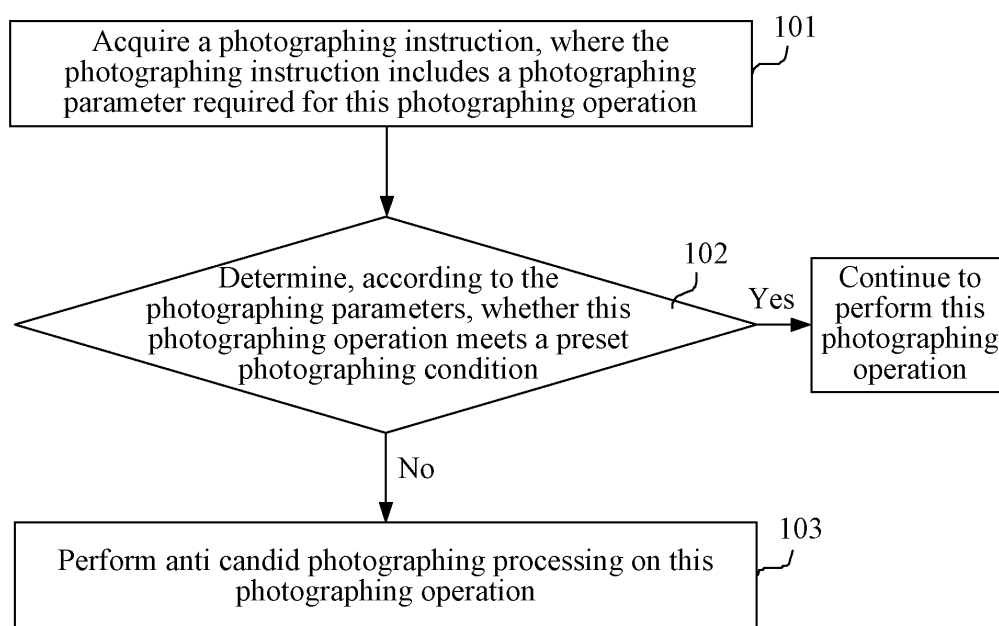 101
Acquire a photographing instruction, where the
photographing instruction includes a photographing
parameter required for this photographing operation
102
Determine, according to the
photographing parameters, whether this
photographing operation meets a preset
photographing condition
Yes
Continue to
perform this
photographing
operation
No
103
Perform anti candid photographing processing on this
photographing operation